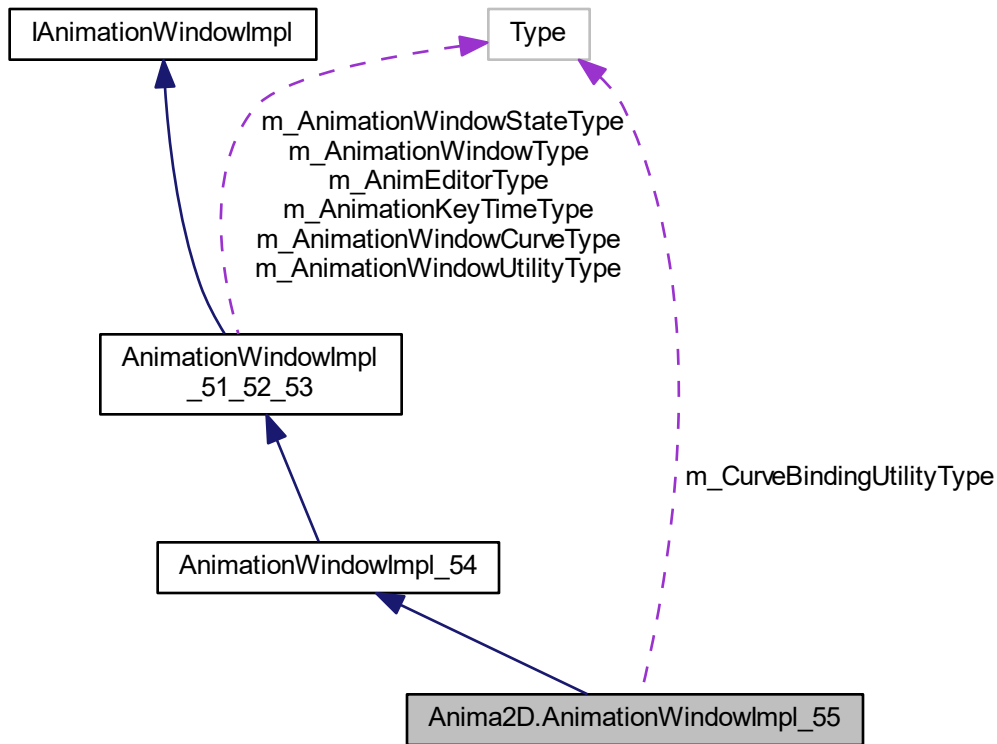 IAnimationWindowImpl
Type
m_AnimationWindowStateType
m_AnimationWindowType
m_AnimEditorType
m_AnimationKeyTimeType
m_AnimationWindowCurveType
m_AnimationWindowUtilityType
AnimationWindowImpl
_51_52_53
m_CurveBindingUtilityType
AnimationWindowImpl_54
Anima2D.AnimationWindowImpl_55